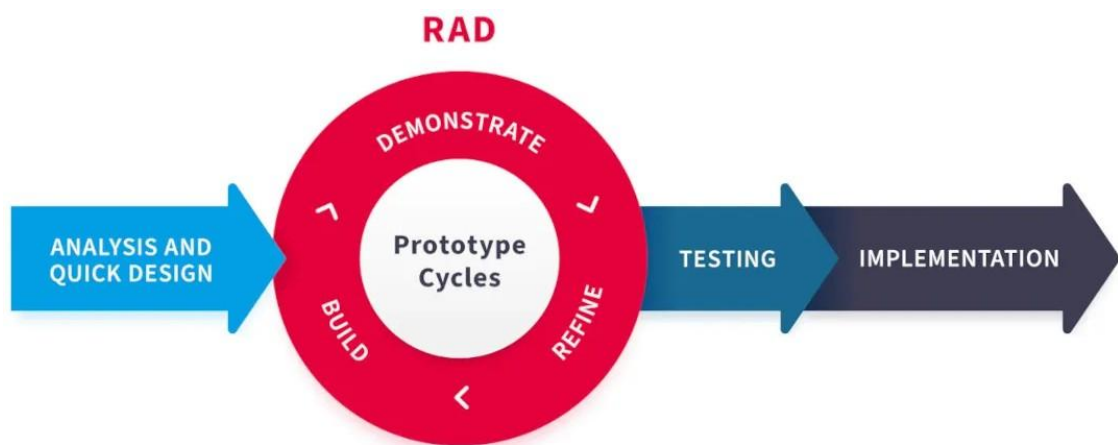 RAD
ANALYSIS AND
QUICK DESIGN
DEMONSTRATE
Prototype
Cycles
BUILD
REFINE
TESTING
IMPLEMENTATION